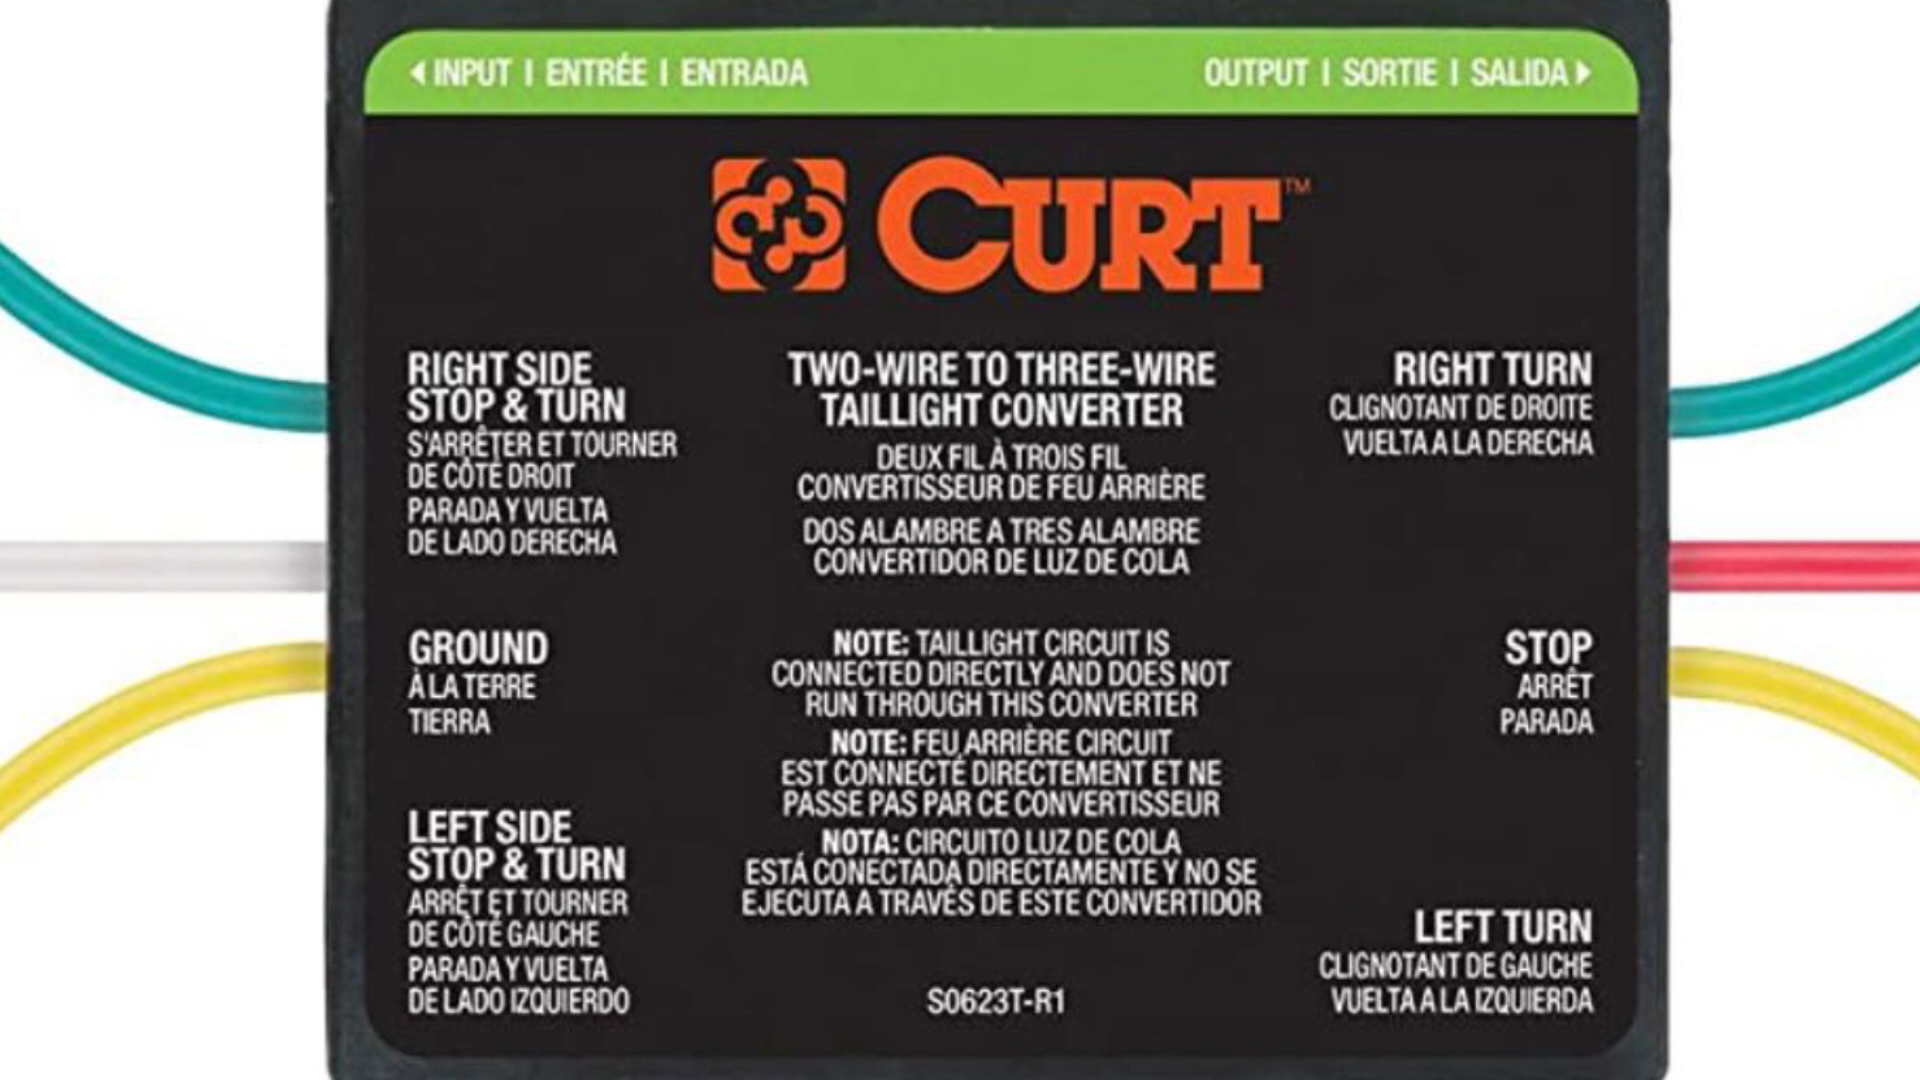 INPUT | ENTRÉE | ENTRADA
OUTPUT | SORTIE | SALIDA
CURT™
RIGHT SIDE
STOP & TURN
S'ARRÊTER ET TOURNER
DE CÔTÉ DROIT
PARADA Y VUELTA
DE LADO DERECHA
GROUND
À LA TERRE
TIERRA
LEFT SIDE
STOP & TURN
ARRÊT ET TOURNER
DE CÔTÉ GAUCHE
PARADA Y VUELTA
DE LADO IZQUIERDO
TWO-WIRE TO THREE-WIRE
TAILLIGHT CONVERTER
DEUX FIL À TROIS FIL
CONVERTISSEUR DE FEU ARRIÈRE
DOS ALAMBRE A TRES ALAMBRE
CONVERTIDOR DE LUZ DE COLA
NOTE: TAILLIGHT CIRCUIT IS
CONNECTED DIRECTLY AND DOES NOT
RUN THROUGH THIS CONVERTER
NOTE: FEU ARRIÈRE CIRCUIT
EST CONNECTÉ DIRECTEMENT ET NE
PASSE PAS PAR CE CONVERTISSEUR
NOTA: CIRCUITO LUZ DE COLA
ESTÁ CONECTADA DIRECTAMENTE Y NO SE
EJECUTA A TRAVÉS DE ESTE CONVERTIDOR
S0623T-R1
RIGHT TURN
CLIGNOTANT DE DROITE
VUELTA A LA DERECHA
STOP
ARRÊT
PARADA
LEFT TURN
CLIGNOTANT DE GAUCHE
VUELTA A LA IZQUIERDA